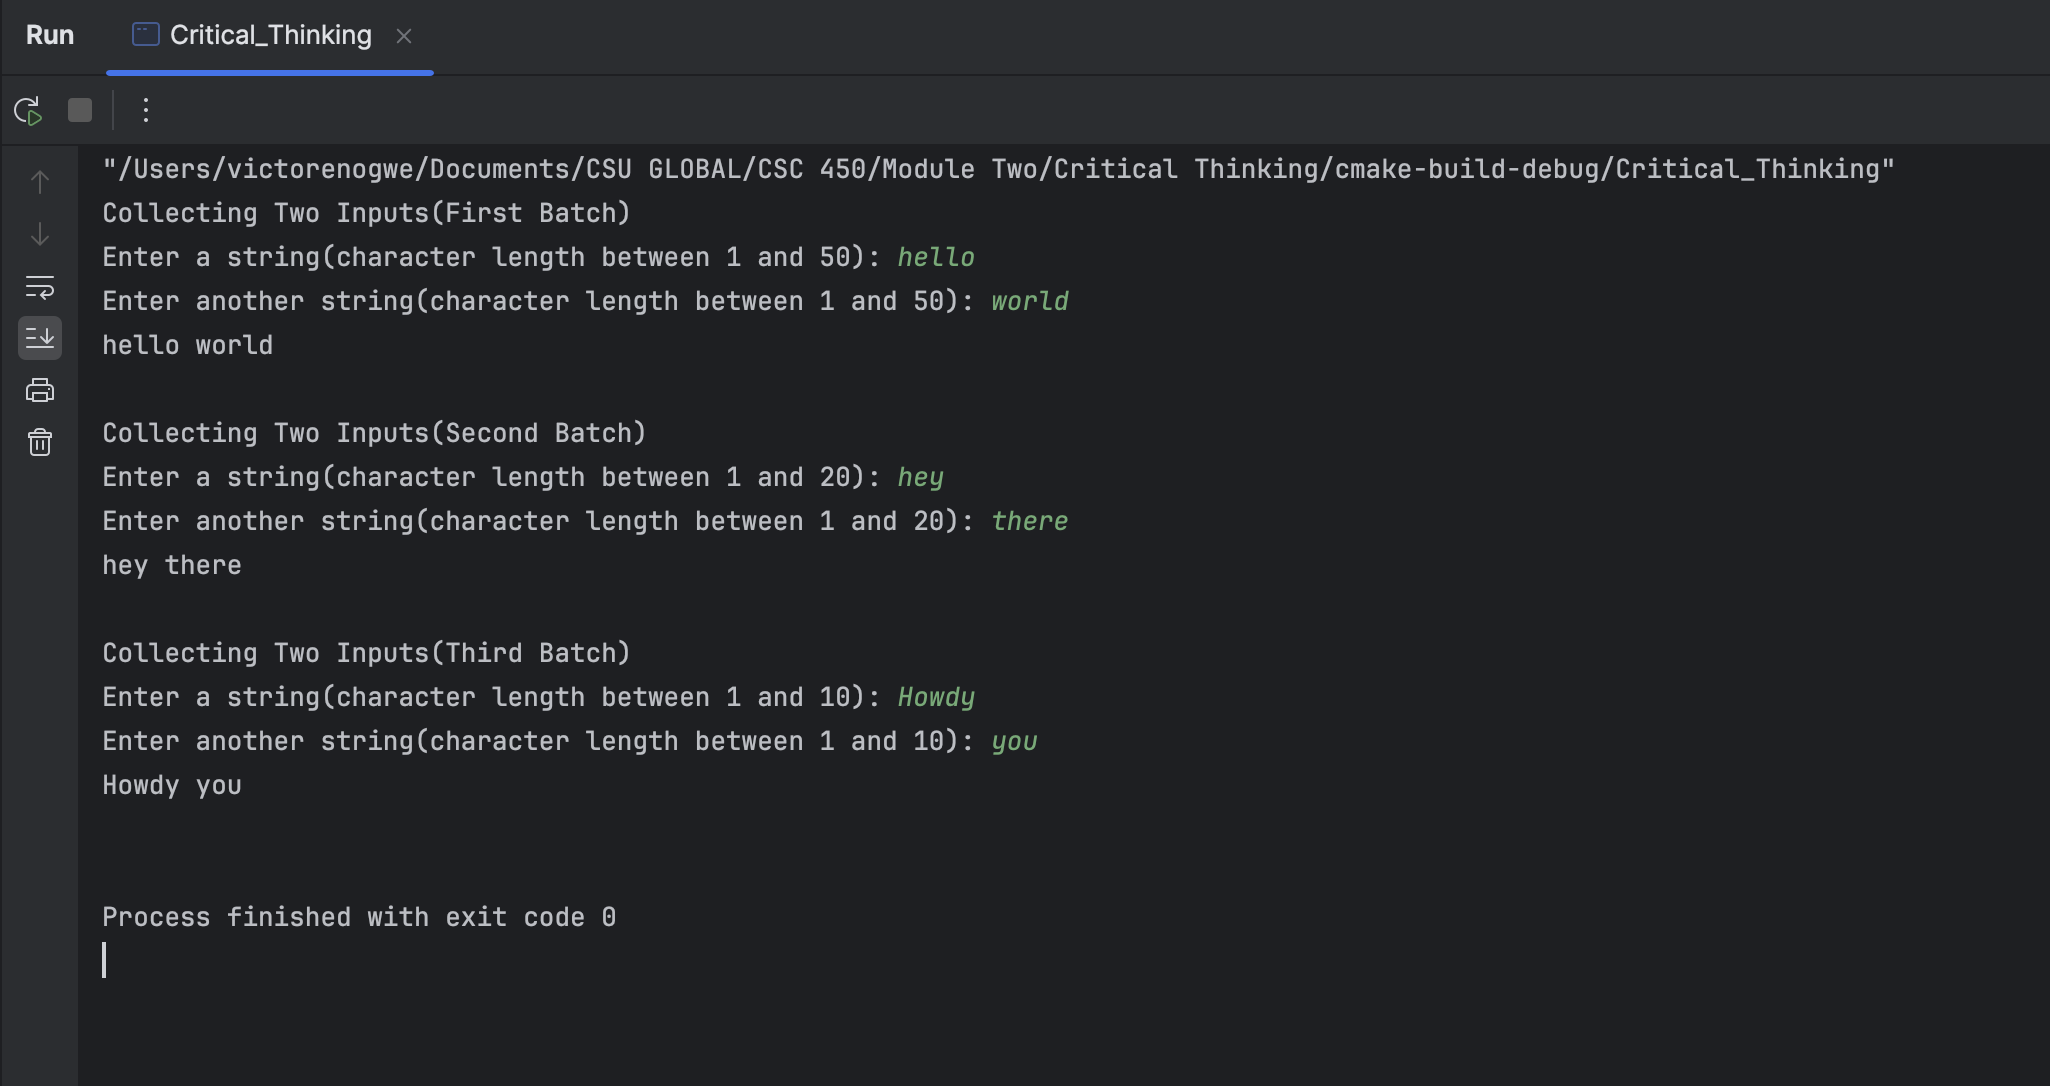 Run Critical_Thinking
"/Users/victorenogwe/Documents/CSU GLOBAL/CSC 450/Module Two/Critical Thinking/cmake-build-debug/Critical_Thinking"
Collecting Two Inputs(First Batch)
Enter a string(character length between 1 and 50): hello
Enter another string(character length between 1 and 50): world
hello world
Collecting Two Inputs(Second Batch)
Enter a string(character length between 1 and 20): hey
Enter another string(character length between 1 and 20): there
hey there
Collecting Two Inputs(Third Batch)
Enter a string(character length between 1 and 10): Howdy
Enter another string(character length between 1 and 10): you
Howdy you
Process finished with exit code 0